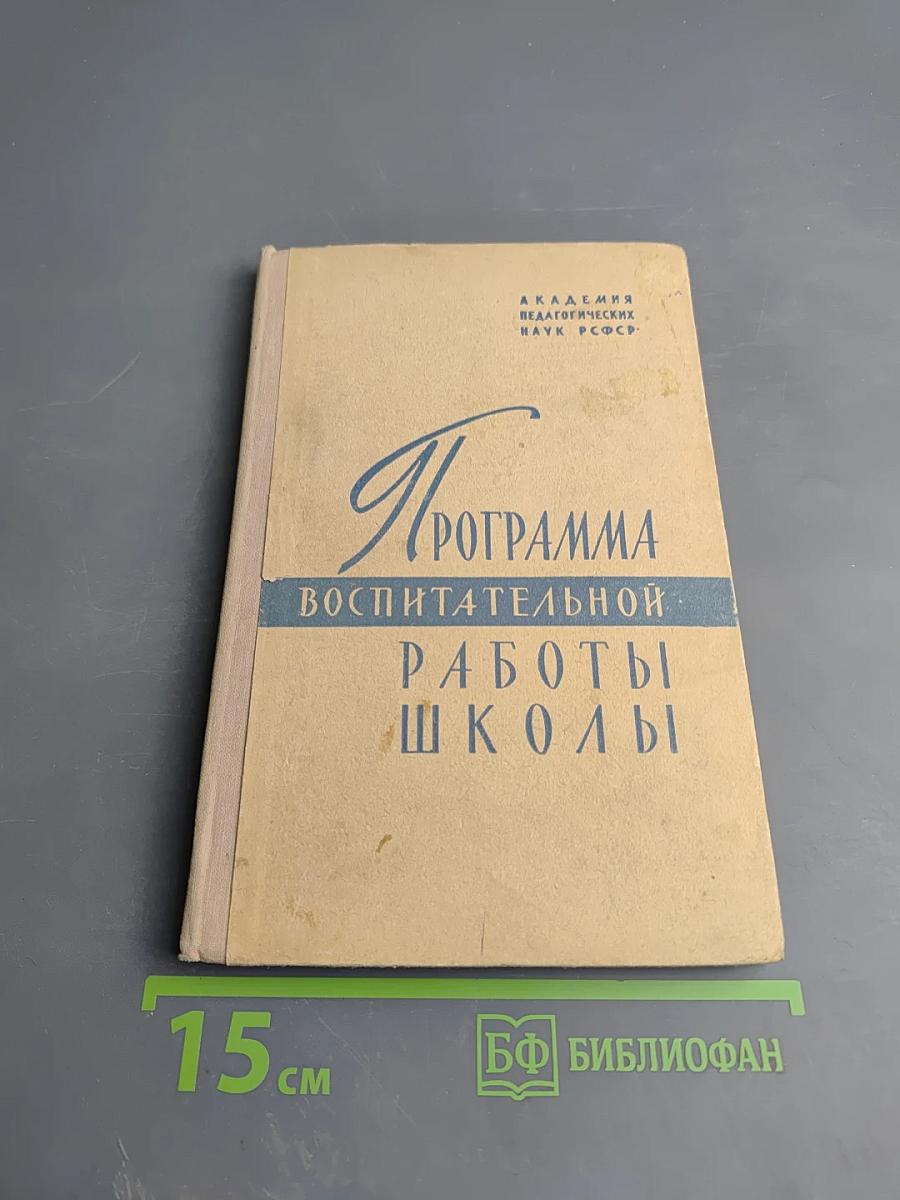 АКАДЕМИЯ
ПЕДАГОГИЧЕСКИХ
НАУК РСФСР
ПРОГРАММА
ВОСПИТАТЕЛЬНОЙ
РАБОТЫ
ШКОЛЫ
15 см
БФ БИБЛИОФАН